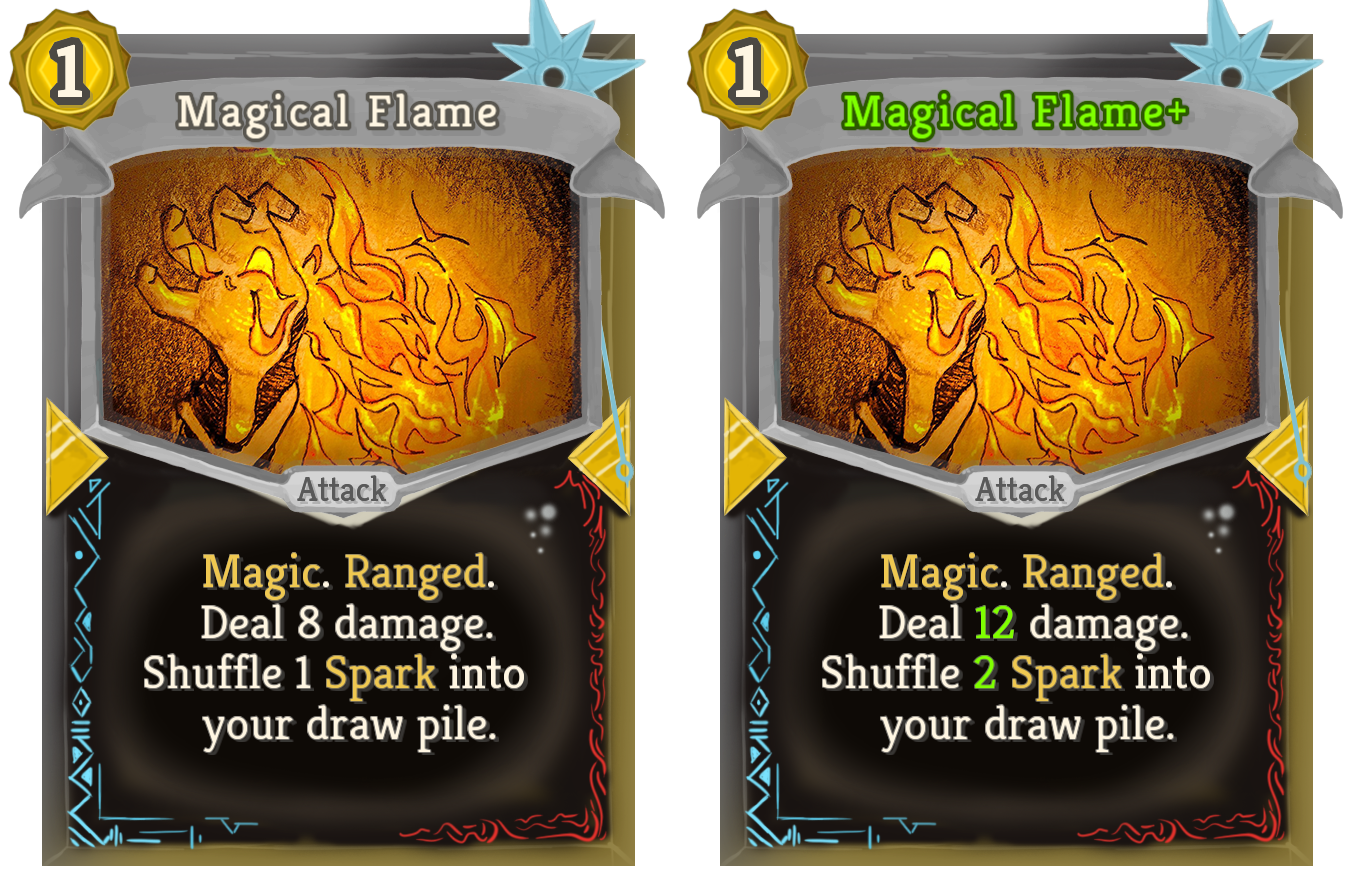 1
Magical Flame
Attack
Magic. Ranged.
Deal 8 damage.
Shuffle 1 Spark into
your draw pile.
1
Magical Flame+
Attack
Magic. Ranged.
Deal 12 damage.
Shuffle 2 Spark into
your draw pile.